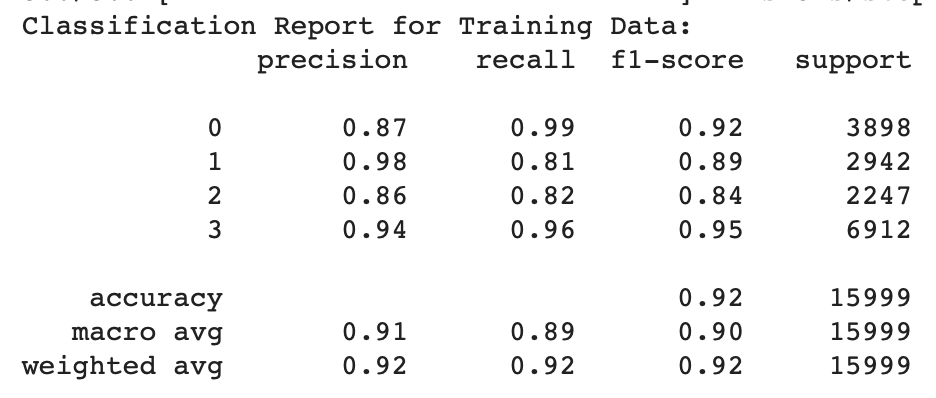 Classification Report for Training Data:
precision recall f1-score support
0 0.87 0.99 0.92 3898
1 0.98 0.81 0.89 2942
2 0.86 0.82 0.84 2247
3 0.94 0.96 0.95 6912
accuracy 0.92 15999
macro avg 0.91 0.89 0.90 15999
weighted avg 0.92 0.92 0.92 15999